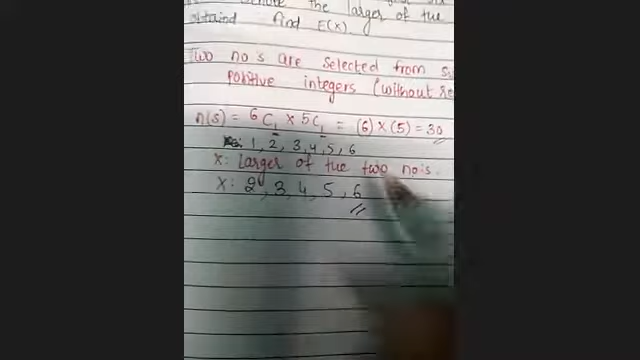 the larger of the
obtaind find E(X).
Two no's are selected from
positive integers (without
n(s) = 6C1 × 5C1 = (6) × (5) = 30
1, 2, 3, 4, 5, 6
X: Larger of the two no's.
X: 2, 3, 4, 5, 6